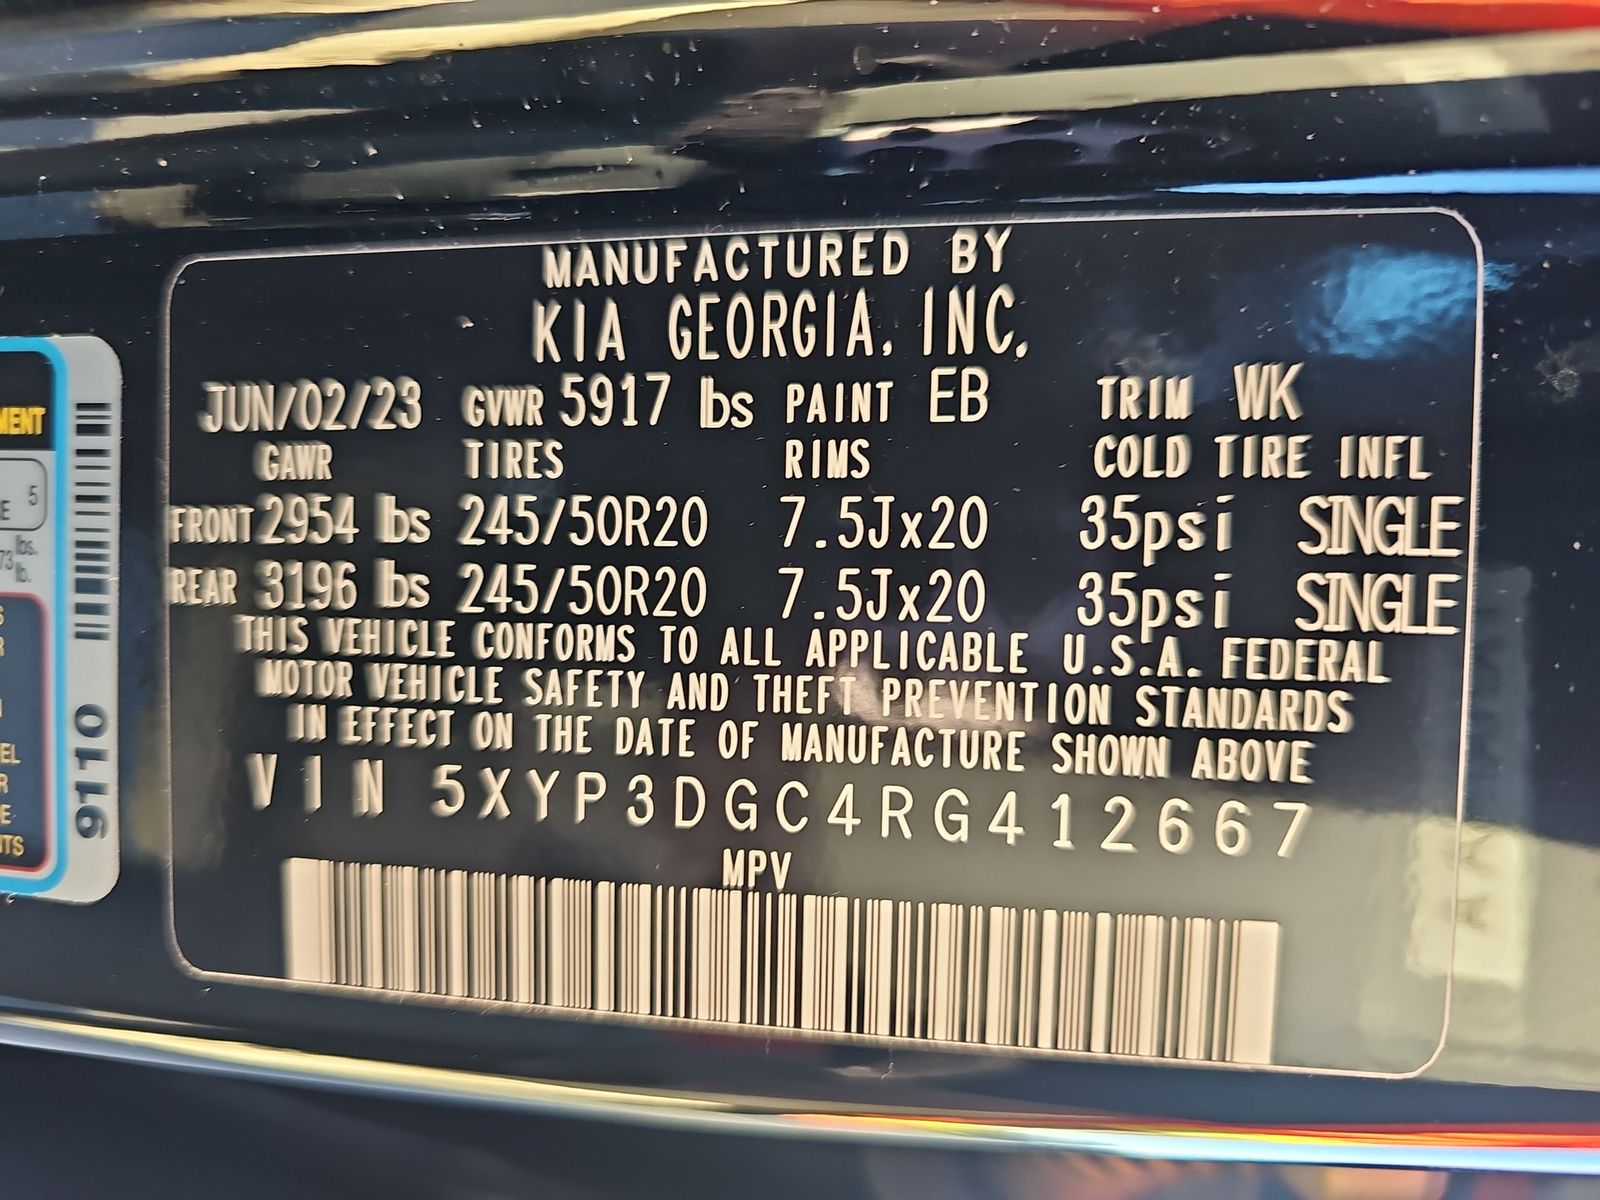 MANUFACTURED BY
KIA GEORGIA, INC.
JUN/02/23 GVWR 5917 lbs PAINT EB TRIM WK
GAWR TIRES RIMS COLD TIRE INFL
FRONT 2954 lbs 245/50R20 7.5Jx20 35psi SINGLE
REAR 3196 lbs 245/50R20 7.5Jx20 35psi SINGLE
THIS VEHICLE CONFORMS TO ALL APPLICABLE U.S.A. FEDERAL
MOTOR VEHICLE SAFETY AND THEFT PREVENTION STANDARDS
IN EFFECT ON THE DATE OF MANUFACTURE SHOWN ABOVE
VIN 5XYP3DGC4RG412667
MPV
5
lbs.
lb.
9110